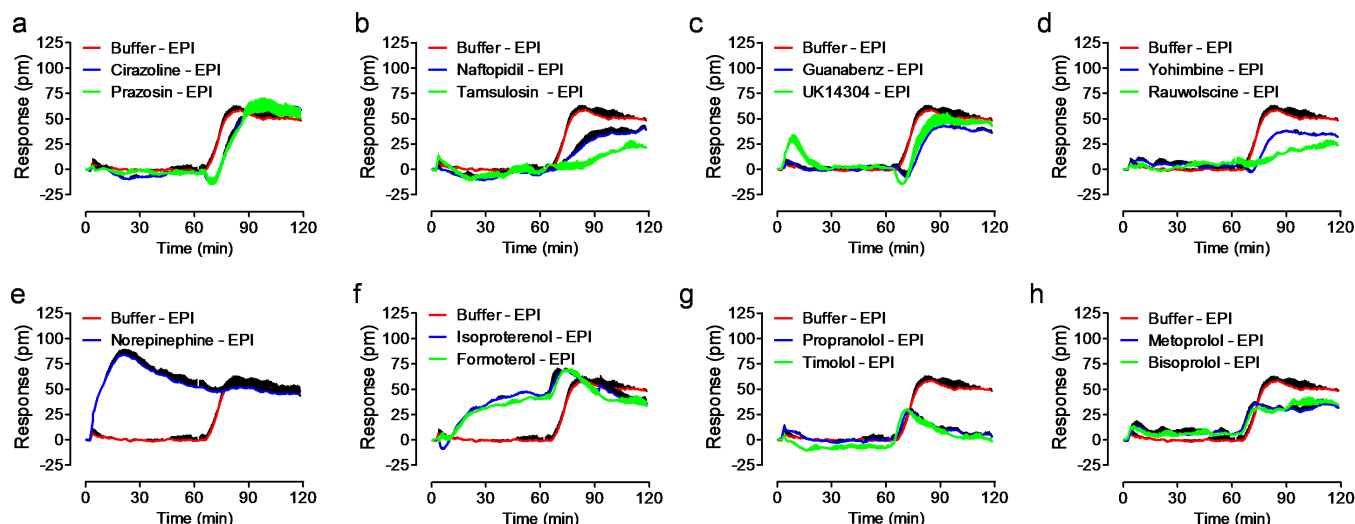 a
Response (pm)
125
100
75
50
25
0
-25
Buffer - EPI
Cirazoline - EPI
Prazosin - EPI
0 30 60 90 120
Time (min)
b
Response (pm)
125
100
75
50
25
0
-25
Buffer - EPI
Naftopidil - EPI
Tamsulosin - EPI
0 30 60 90 120
Time (min)
c
Response (pm)
125
100
75
50
25
0
-25
Buffer - EPI
Guanabenz - EPI
UK14304 - EPI
0 30 60 90 120
Time (min)
d
Response (pm)
125
100
75
50
25
0
-25
Buffer - EPI
Yohimbine - EPI
Rauwolscine - EPI
0 30 60 90 120
Time (min)
e
Response (pm)
125
100
75
50
25
0
-25
Buffer - EPI
Norepinephine - EPI
0 30 60 90 120
Time (min)
f
Response (pm)
125
100
75
50
25
0
-25
Buffer - EPI
Isoproterenol - EPI
Formoterol - EPI
0 30 60 90 120
Time (min)
g
Response (pm)
125
100
75
50
25
0
-25
Buffer - EPI
Propranolol - EPI
Timolol - EPI
0 30 60 90 120
Time (min)
h
Response (pm)
125
100
75
50
25
0
-25
Buffer - EPI
Metoprolol - EPI
Bisoprolol - EPI
0 30 60 90 120
Time (min)